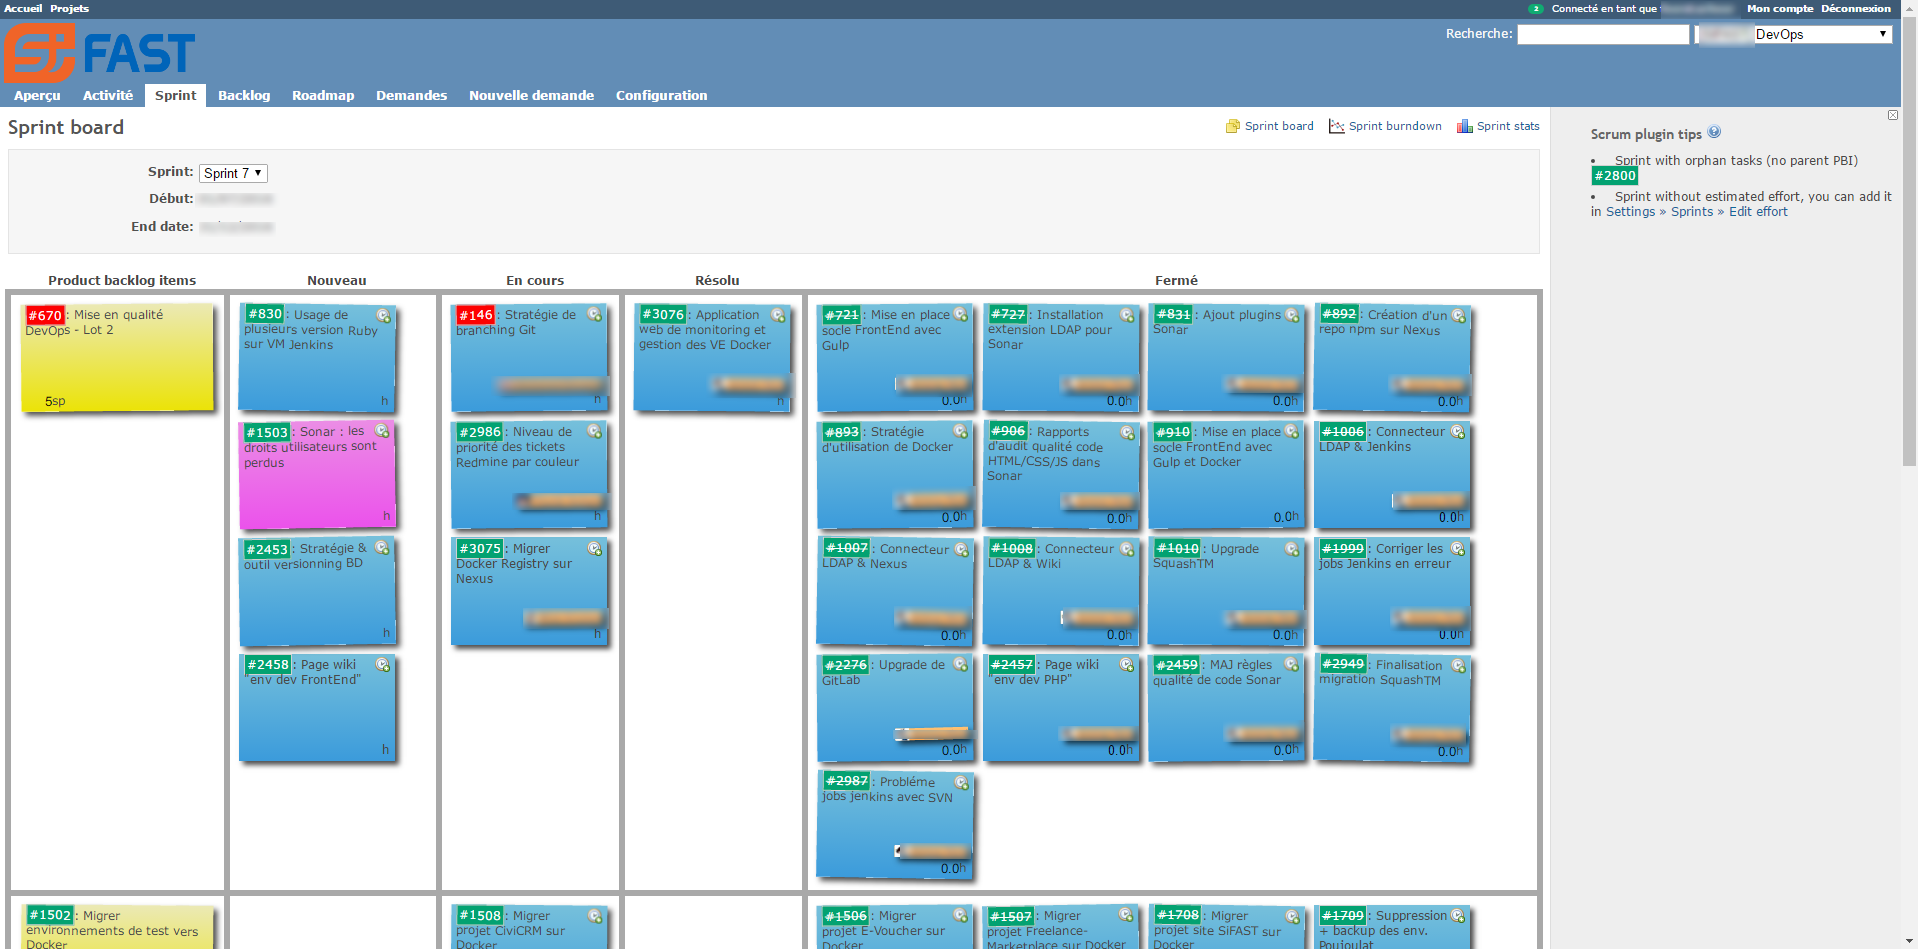 Accueil Projets
2 Connecté en tant que Mon compte Déconnexion
SiFAST
Recherche: DevOps
Aperçu Activité Sprint Backlog Roadmap Demandes Nouvelle demande Configuration
Sprint board
Sprint board Sprint burndown Sprint stats
Sprint: Sprint 7
Début:
End date:
Scrum plugin tips
Sprint with orphan tasks (no parent PBI)
#2800
Sprint without estimated effort, you can add it
in Settings » Sprints » Edit effort
Product backlog items Nouveau En cours Résolu Fermé
#670 : Mise en qualité
DevOps - Lot 2
5sp
#830 : Usage de
plusieurs version Ruby
sur VM Jenkins
h
#1503 : Sonar : les
droits utilisateurs sont
perdus
h
#2453 : Stratégie &
outil versionning BD
h
#2458 : Page wiki
"env dev FrontEnd"
h
#146 : Stratégie de
branching Git
h
#2986 : Niveau de
priorité des tickets
Redmine par couleur
h
#3075 : Migrer
Docker Registry sur
Nexus
h
#3076 : Application
web de monitoring et
gestion des VE Docker
h
#721 : Mise en place
socle FrontEnd avec
Gulp
0.0h
#727 : Installation
extension LDAP pour
Sonar
0.0h
#831 : Ajout plugins
Sonar
0.0h
#892 : Création d'un
repo npm sur Nexus
0.0h
#893 : Stratégie
d'utilisation de Docker
0.0h
#906 : Rapports
d'audit qualité code
HTML/CSS/JS dans
Sonar
0.0h
#910 : Mise en place
socle FrontEnd avec
Gulp et Docker
0.0h
#1006 : Connecteur
LDAP & Jenkins
0.0h
#1007 : Connecteur
LDAP & Nexus
0.0h
#1008 : Connecteur
LDAP & Wiki
0.0h
#1010 : Upgrade
SquashTM
0.0h
#1999 : Corriger les
jobs Jenkins en erreur
0.0h
#2276 : Upgrade de
GitLab
0.0h
#2457 : Page wiki
"env dev PHP"
0.0h
#2459 : MAJ règles
qualité de code Sonar
0.0h
#2949 : Finalisation
migration SquashTM
0.0h
#2987 : Probléme
jobs jenkins avec SVN
0.0h
#1502 : Migrer
environnements de test vers
Docker
#1508 : Migrer
projet CiviCRM sur
Docker
#1506 : Migrer
projet E-Voucher sur
Docker
#1507 : Migrer
projet Freelance-
Marketplace sur Docker
#1708 : Migrer
projet site SiFAST sur
Docker
#1709 : Suppression
+ backup des env.
Poujoulat